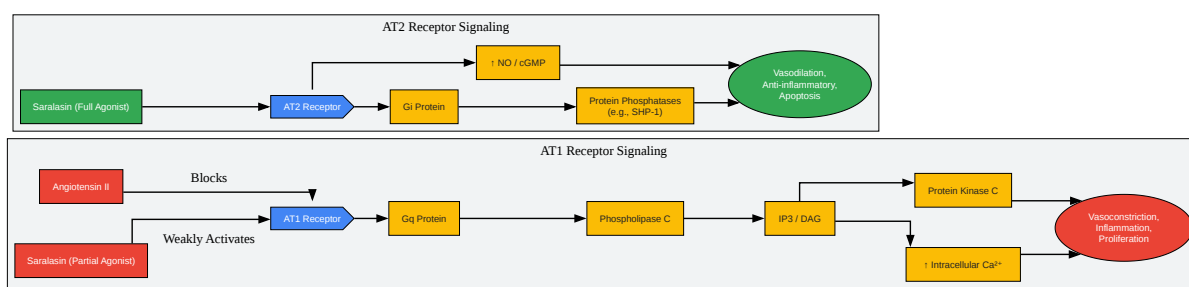 AT2 Receptor Signaling
↑ NO / cGMP
Vasodilation,
Anti-inflammatory,
Apoptosis
Saralasin (Full Agonist)
AT2 Receptor
Gi Protein
Protein Phosphatases
(e.g., SHP-1)
AT1 Receptor Signaling
Angiotensin II
Blocks
Protein Kinase C
AT1 Receptor
Gq Protein
Phospholipase C
IP3 / DAG
Vasoconstriction,
Inflammation,
Proliferation
Weakly Activates
Saralasin (Partial Agonist)
↑ Intracellular Ca²⁺